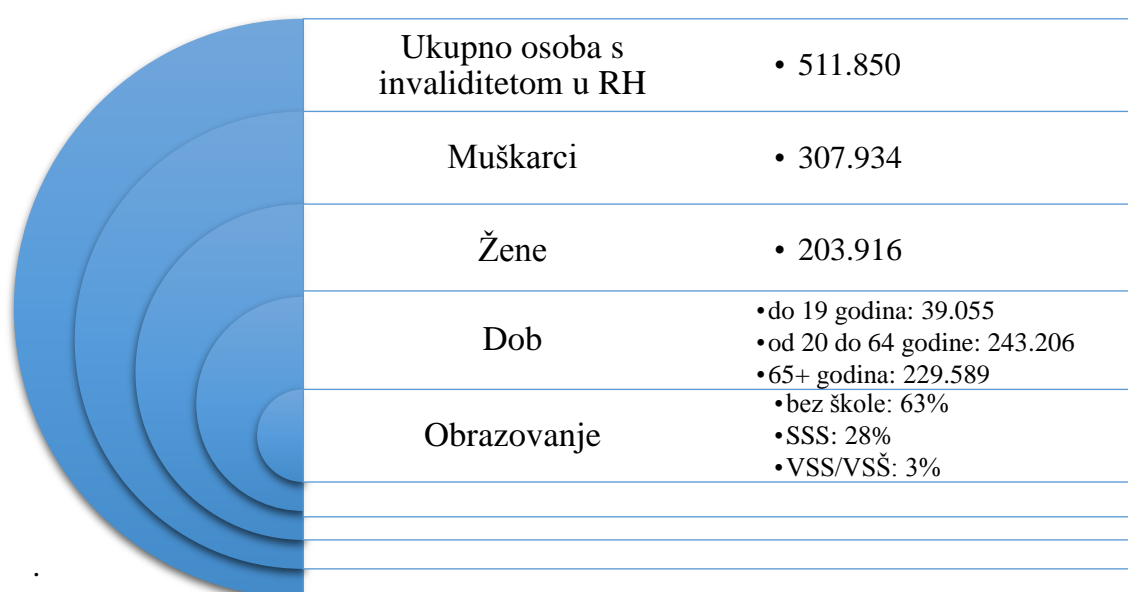 Ukupno osoba s
invaliditetom u RH
• 511.850
Muškarci
• 307.934
Žene
• 203.916
Dob
•do 19 godina: 39.055
•od 20 do 64 godine: 243.206
•65+ godina: 229.589
Obrazovanje
•bez škole: 63%
•SSS: 28%
•VSS/VSŠ: 3%
.